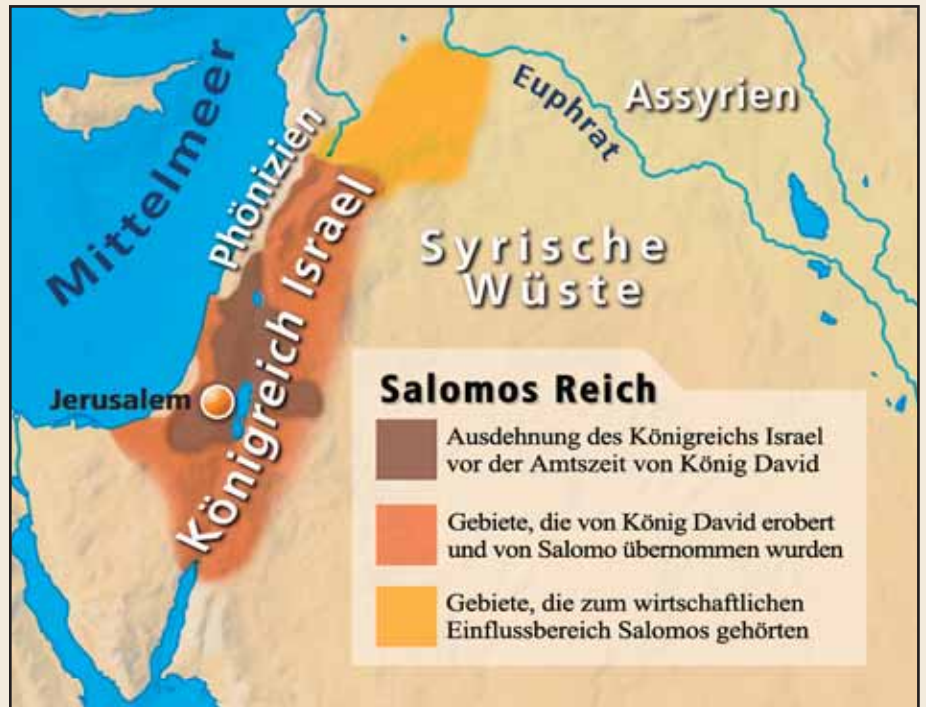 Mittelmeer
Phönizien
Euphrat
Assyrien
Königreich Israel
Syrische
Wüste
Jerusalem
Salomos Reich
Ausdehnung des Königreichs Israel
vor der Amtszeit von König David
Gebiete, die von König David erobert
und von Salomo übernommen wurden
Gebiete, die zum wirtschaftlichen
Einflussbereich Salomos gehörten